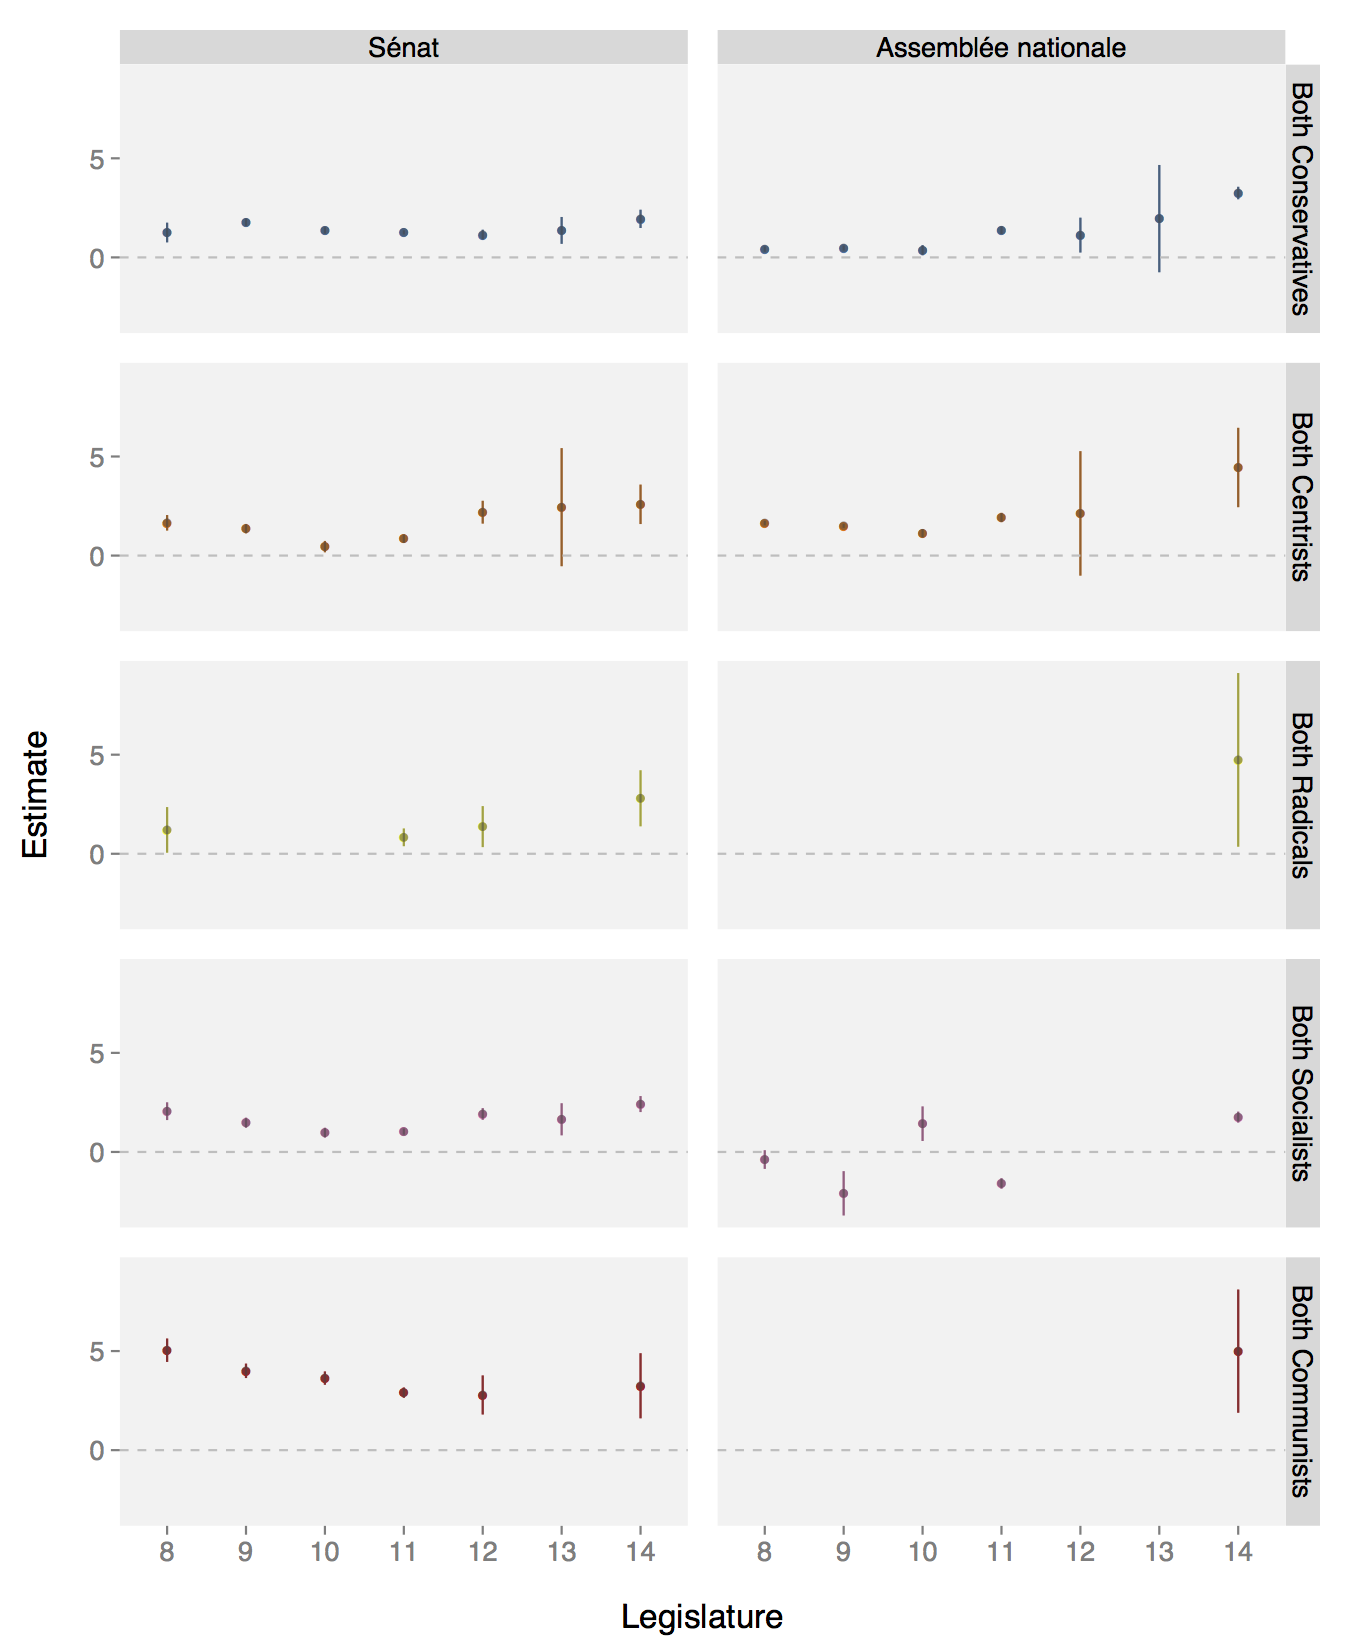 Sénat
Assemblée nationale
Both Conservatives
5
0
Both Centrists
5
0
Both Radicals
5
0
Estimate
Both Socialists
5
0
Both Communists
5
0
8 9 10 11 12 13 14
8 9 10 11 12 13 14
Legislature